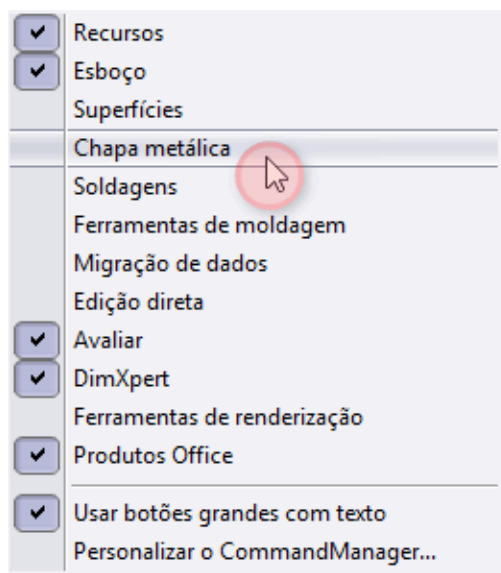 Recursos
Esboço
Superfícies
Chapa metálica
Soldagens
Ferramentas de moldagem
Migração de dados
Edição direta
Avaliar
DimXpert
Ferramentas de renderização
Produtos Office
Usar botões grandes com texto
Personalizar o CommandManager...